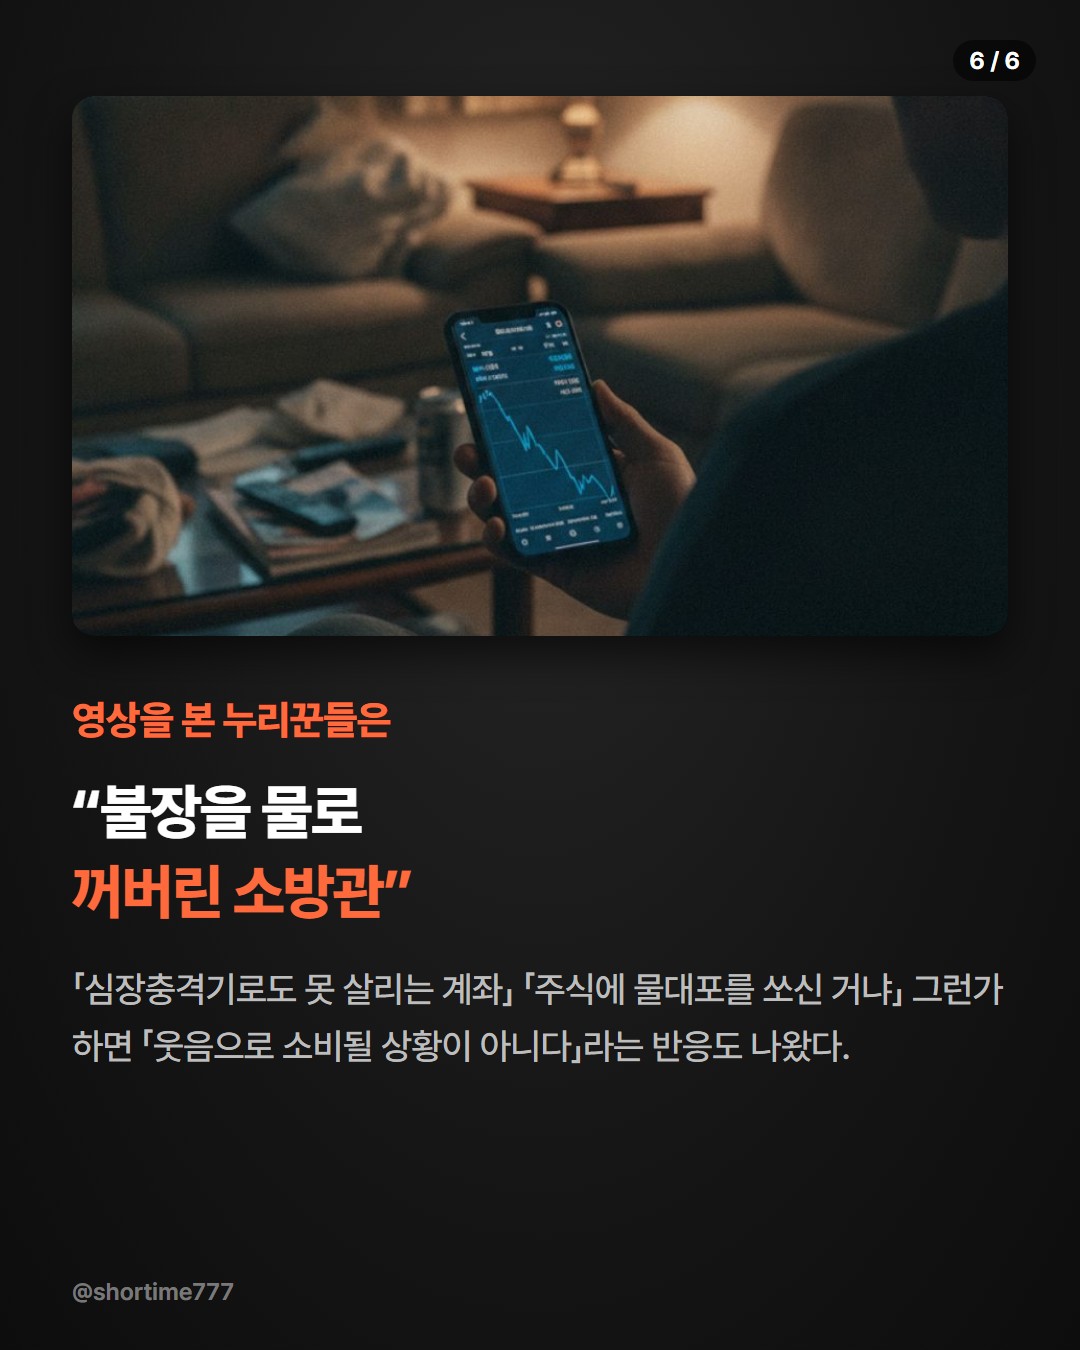 6 / 6
영상을 본 누리꾼들은
“불장을 물로
꺼버린 소방관”
「심장충격기로도 못 살리는 계좌」 「주식에 물대포를 쏘신 거냐」 그런가
하면 「웃음으로 소비될 상황이 아니다」라는 반응도 나왔다.
@shortime777